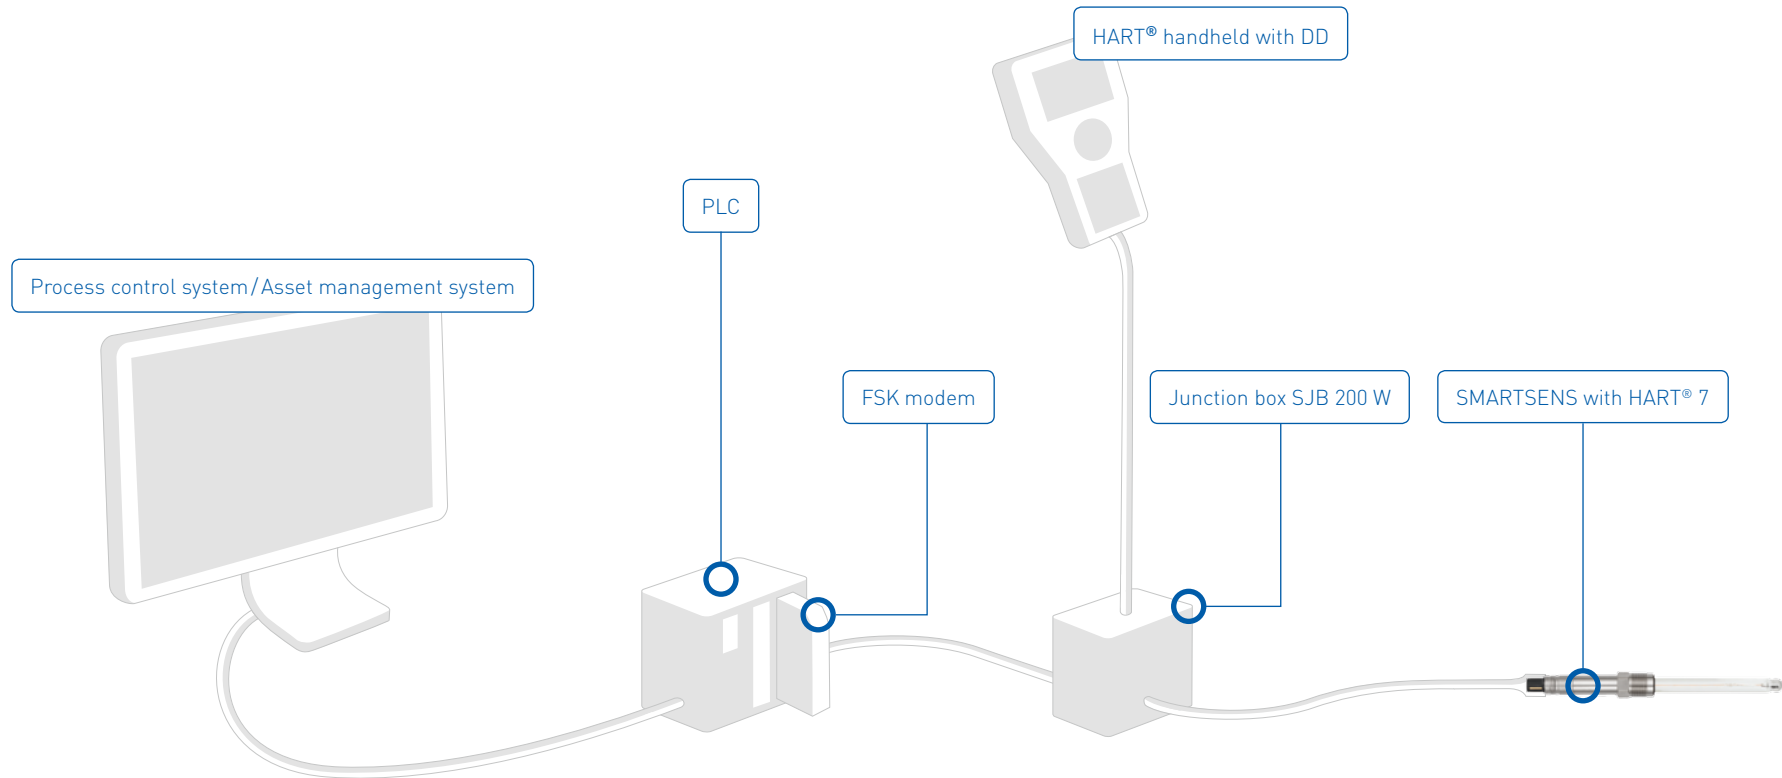 HART® handheld with DD
PLC
Process control system/Asset management system
FSK modem
Junction box SJB 200 W
SMARTSENS with HART® 7